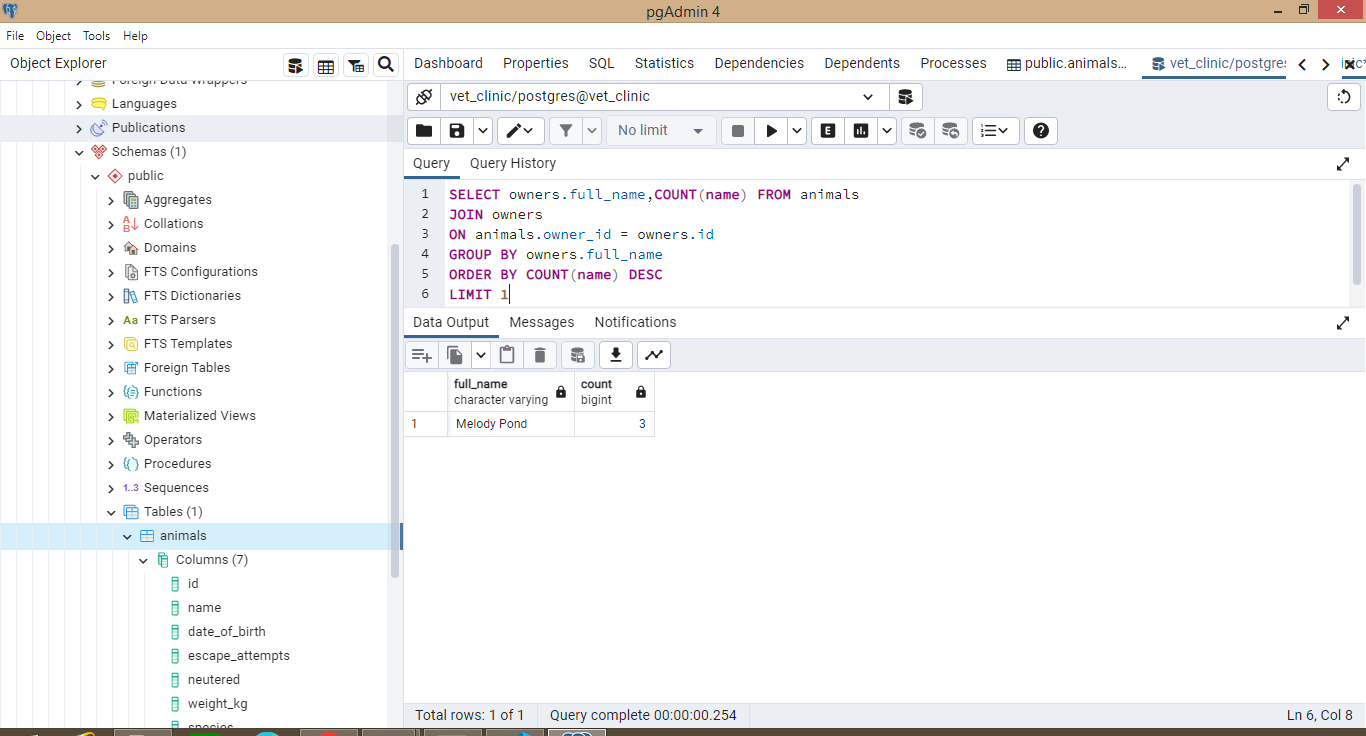 pgAdmin 4
File Object Tools Help
Object Explorer
Foreign Data Wrappers
Languages
Publications
Schemas (1)
public
Aggregates
Collations
Domains
FTS Configurations
FTS Dictionaries
Aa FTS Parsers
FTS Templates
Foreign Tables
Functions
Materialized Views
Operators
Procedures
1..3 Sequences
Tables (1)
animals
Columns (7)
id
name
date_of_birth
escape_attempts
neutered
weight_kg
species
Dashboard Properties SQL Statistics Dependencies Dependents Processes public.animals... vet_clinic/postgres
vet_clinic/postgres@vet_clinic
No limit
E
Query Query History
1 SELECT owners.full_name,COUNT(name) FROM animals
2 JOIN owners
3 ON animals.owner_id = owners.id
4 GROUP BY owners.full_name
5 ORDER BY COUNT(name) DESC
6 LIMIT 1
Data Output Messages Notifications
full_name count
character varying bigint
1 Melody Pond 3
Total rows: 1 of 1 Query complete 00:00:00.254 Ln 6, Col 8